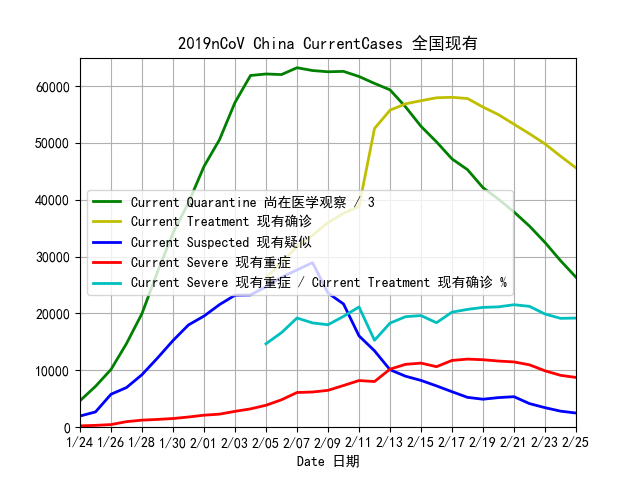 2019nCoV China CurrentCases 全国现有
60000
50000
40000
30000
20000
10000
0
Current Quarantine 尚在医学观察 / 3
Current Treatment 现有确诊
Current Suspected 现有疑似
Current Severe 现有重症
Current Severe 现有重症 / Current Treatment 现有确诊 %
1/24 1/26 1/28 1/30 2/01 2/03 2/05 2/07 2/09 2/11 2/13 2/15 2/17 2/19 2/21 2/23 2/25
Date 日期